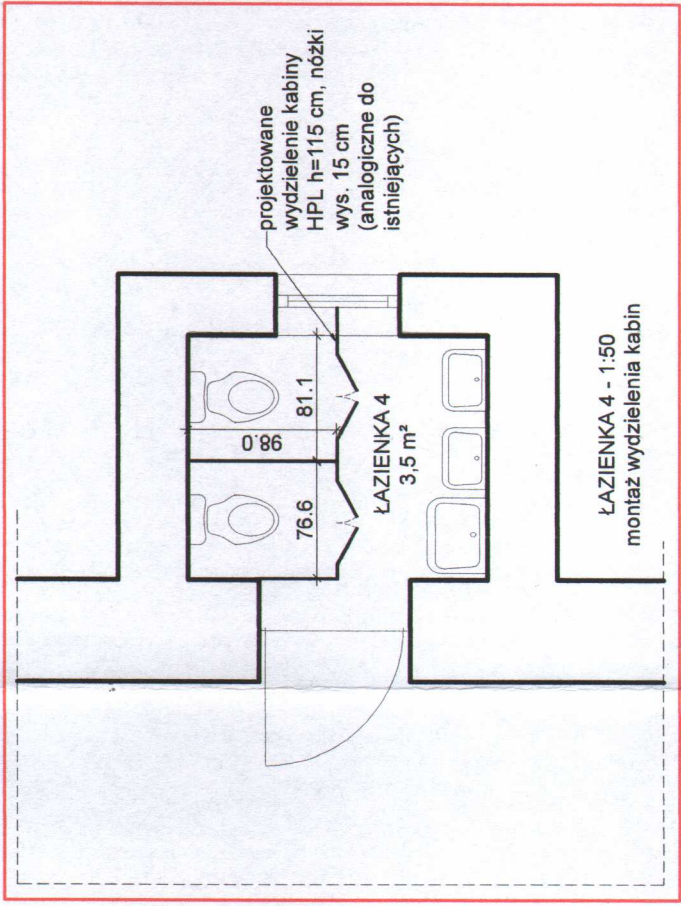 projektowane
wydzielenie kabiny
HPL h=115 cm, nóżki
wys. 15 cm
(analogiczne do
istniejących)
98.0
76.6
81.1
ŁAZIENKA 4
3,5 m²
ŁAZIENKA 4 - 1:50
montaż wydzielenia kabin